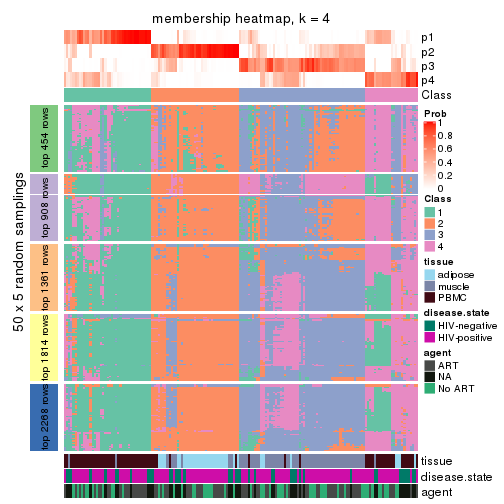 membership heatmap, k = 4
p1
p2
p3
p4
Class
50 x 5 random samplings
top 454 rows
top 908 rows
top 1361 rows
top 1814 rows
top 2268 rows
Prob
1
0.8
0.6
0.4
0.2
0
Class
1
2
3
4
tissue
adipose
muscle
PBMC
disease.state
HIV-negative
HIV-positive
agent
ART
NA
No ART
tissue
disease.state
agent